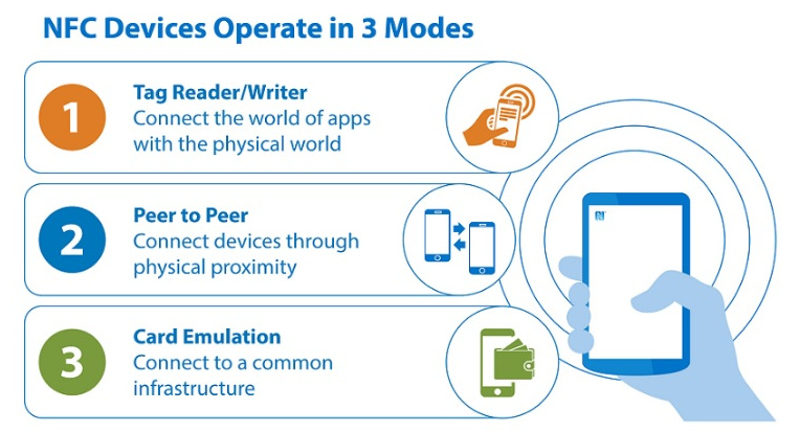 NFC Devices Operate in 3 Modes
1
Tag Reader/Writer
Connect the world of apps
with the physical world
2
Peer to Peer
Connect devices through
physical proximity
3
Card Emulation
Connect to a common
infrastructure